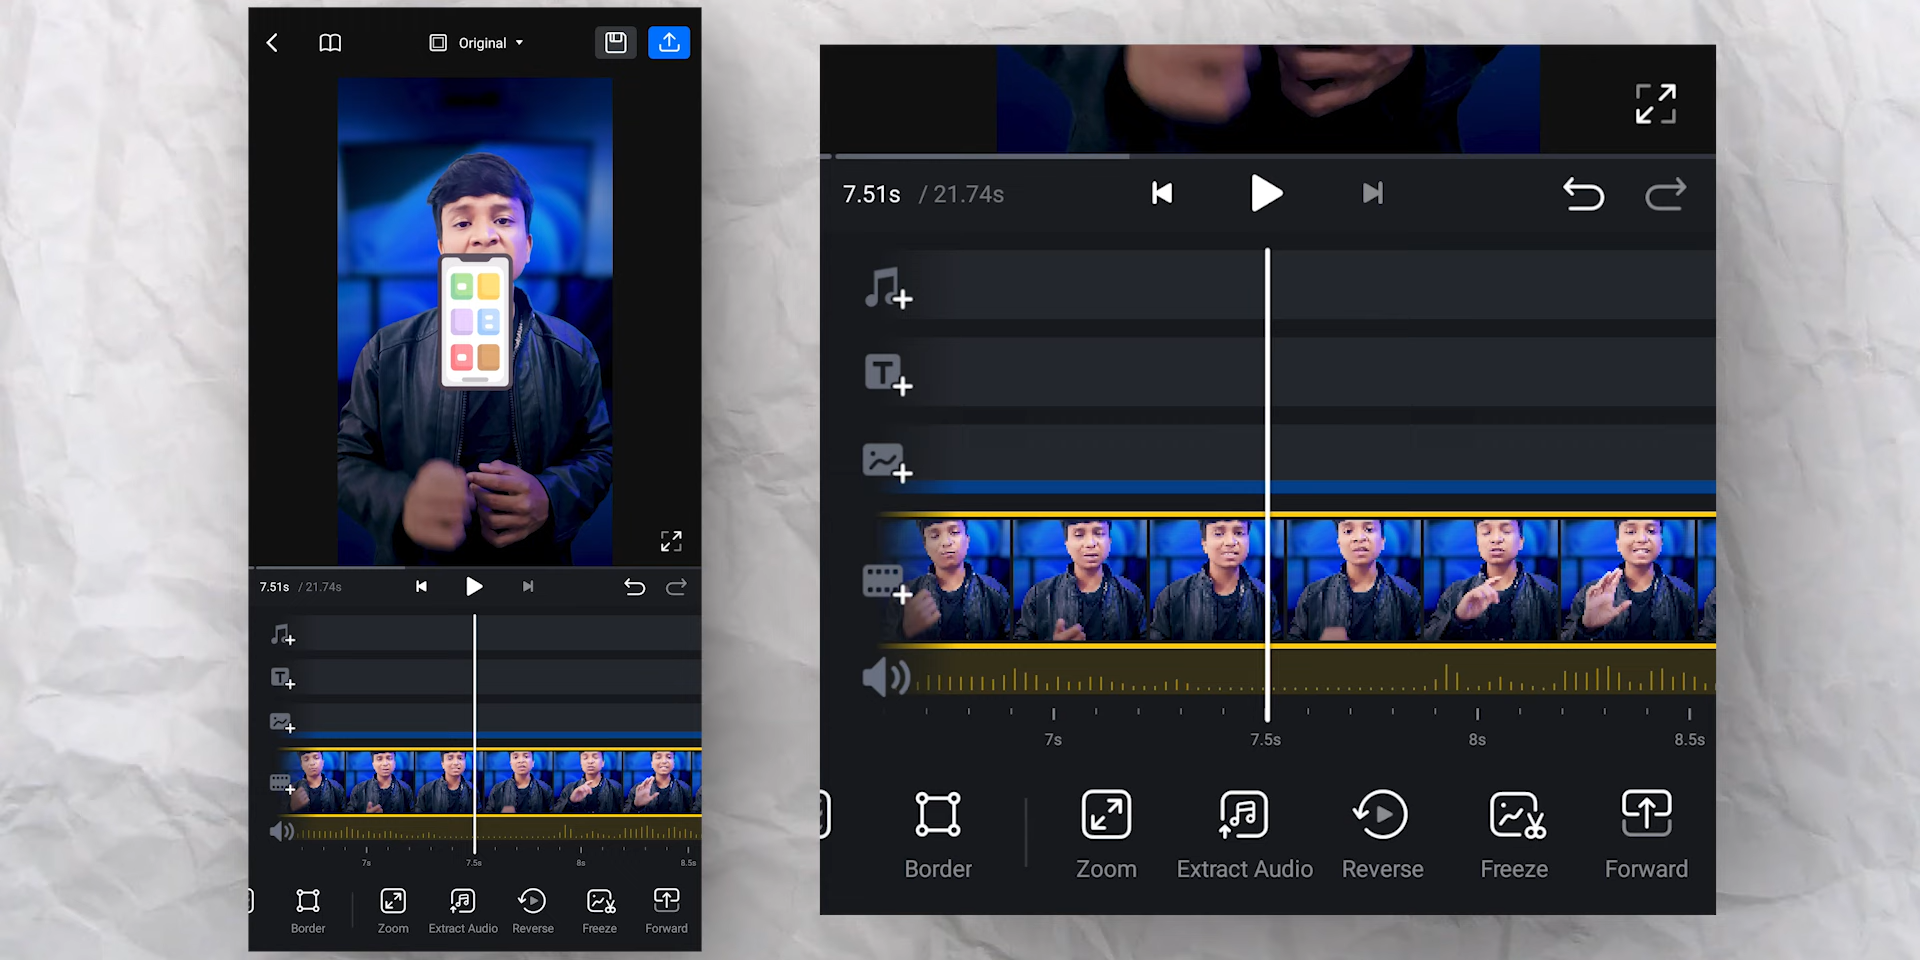 Original
7.51s / 21.74s
7s 7.5s 8s 8.5s
Border Zoom Extract Audio Reverse Freeze Forward
7.51s / 21.74s
T
7s 7.5s 8s 8.5s
Border Zoom Extract Audio Reverse Freeze Forward